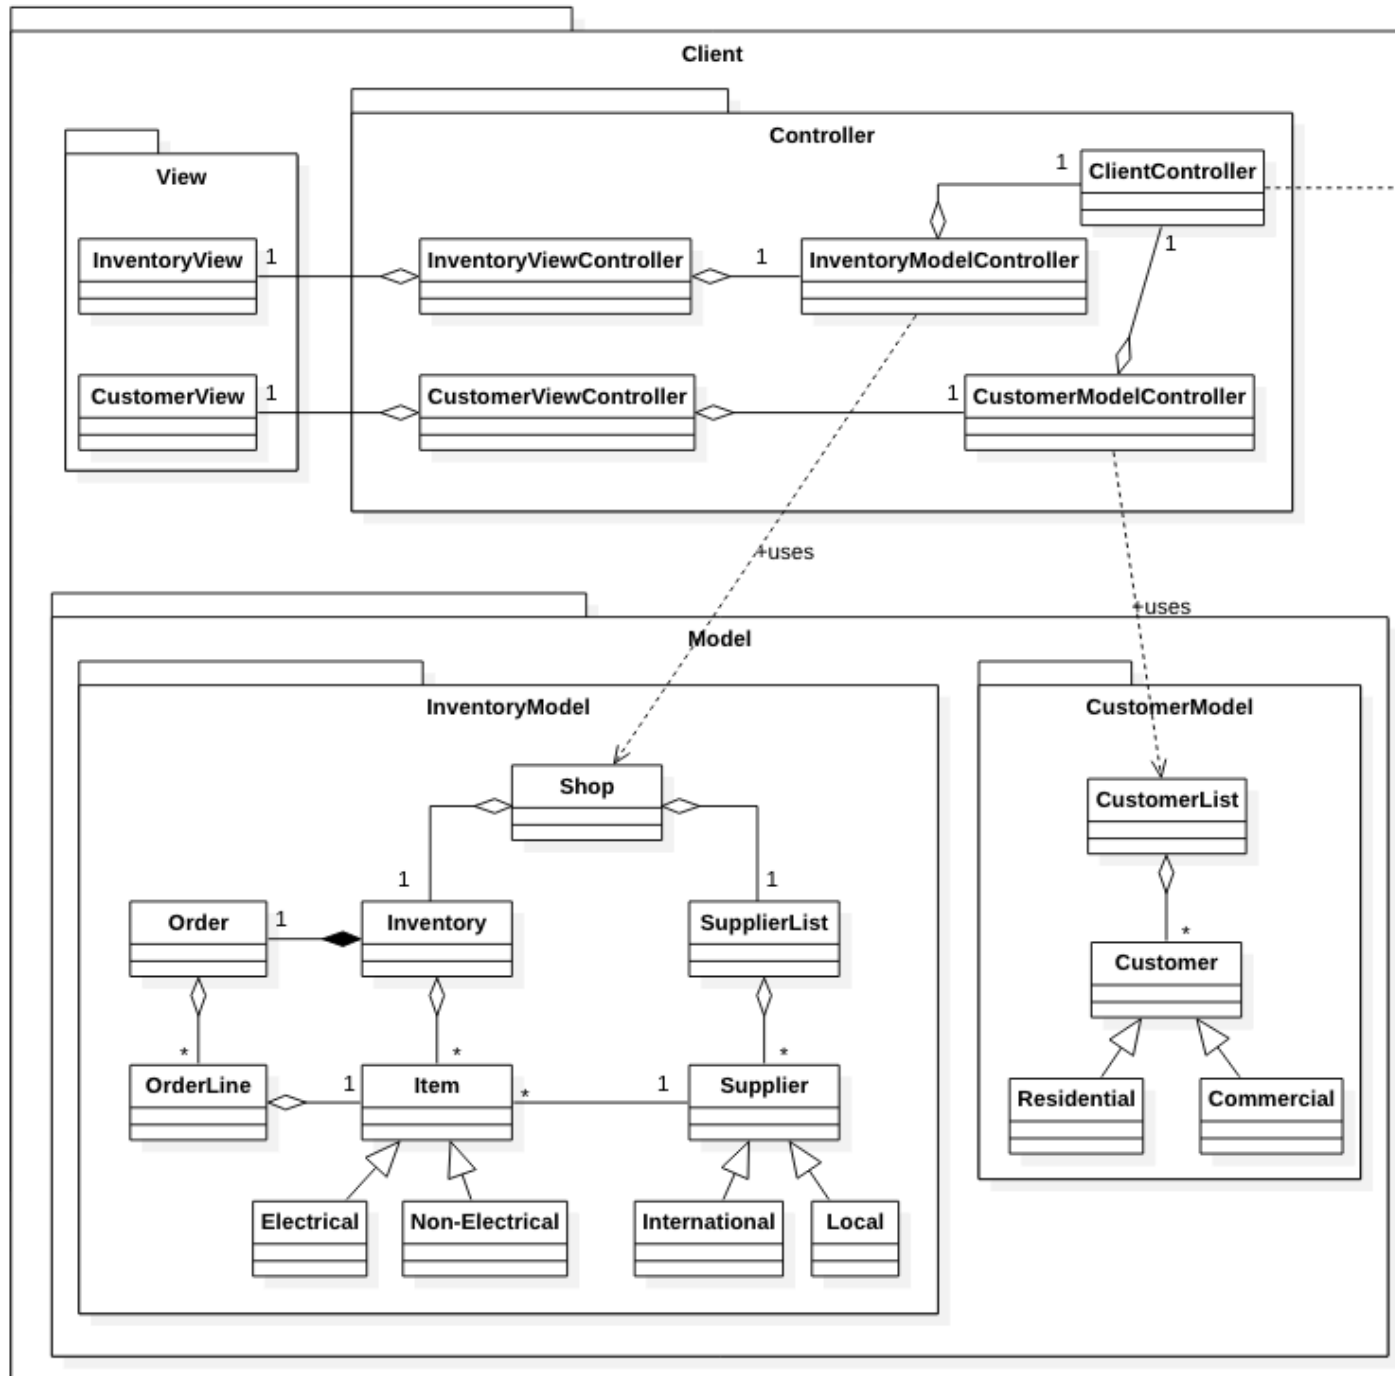 Client
Controller
View
1
ClientController
1
InventoryView
1
InventoryViewController
1
InventoryModelController
CustomerView
1
CustomerViewController
1
CustomerModelController
+uses
+uses
Model
InventoryModel
CustomerModel
Shop
CustomerList
1
1
Order
1
Inventory
SupplierList
*
Customer
*
*
*
OrderLine
1
Item
*
1
Supplier
Residential
Commercial
Electrical
Non-Electrical
International
Local